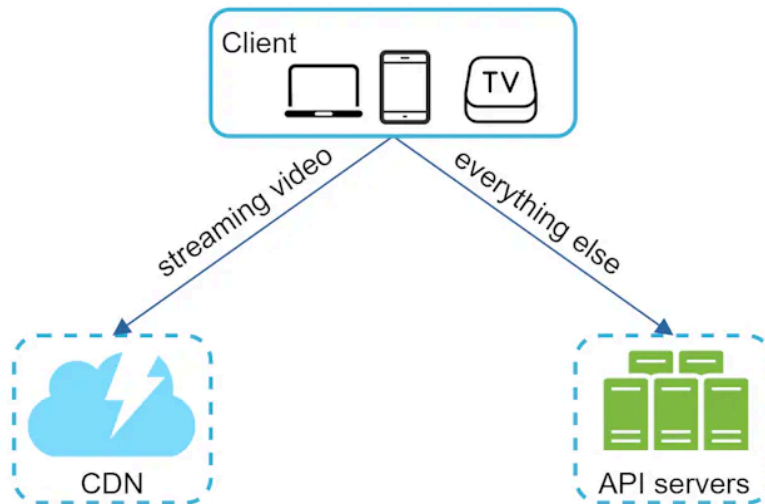 Client
TV
streaming video
everything else
CDN
API servers